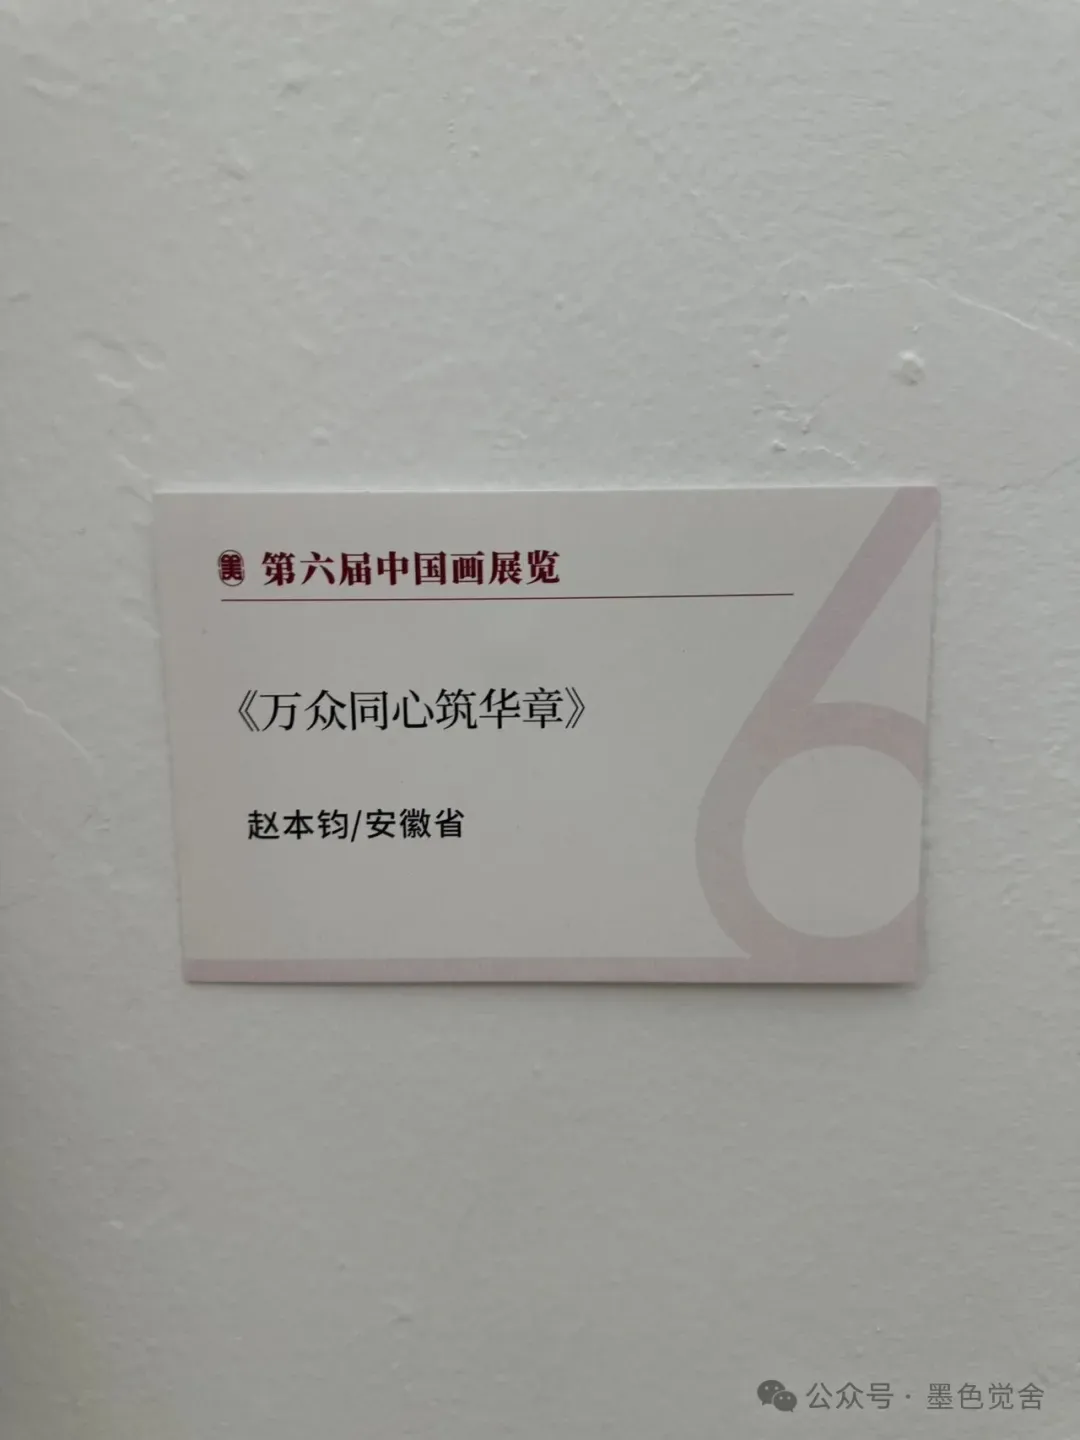 美 第六届中国画展览
《万众同心筑华章》
赵本钧/安徽省
6
公众号·墨色觉舍